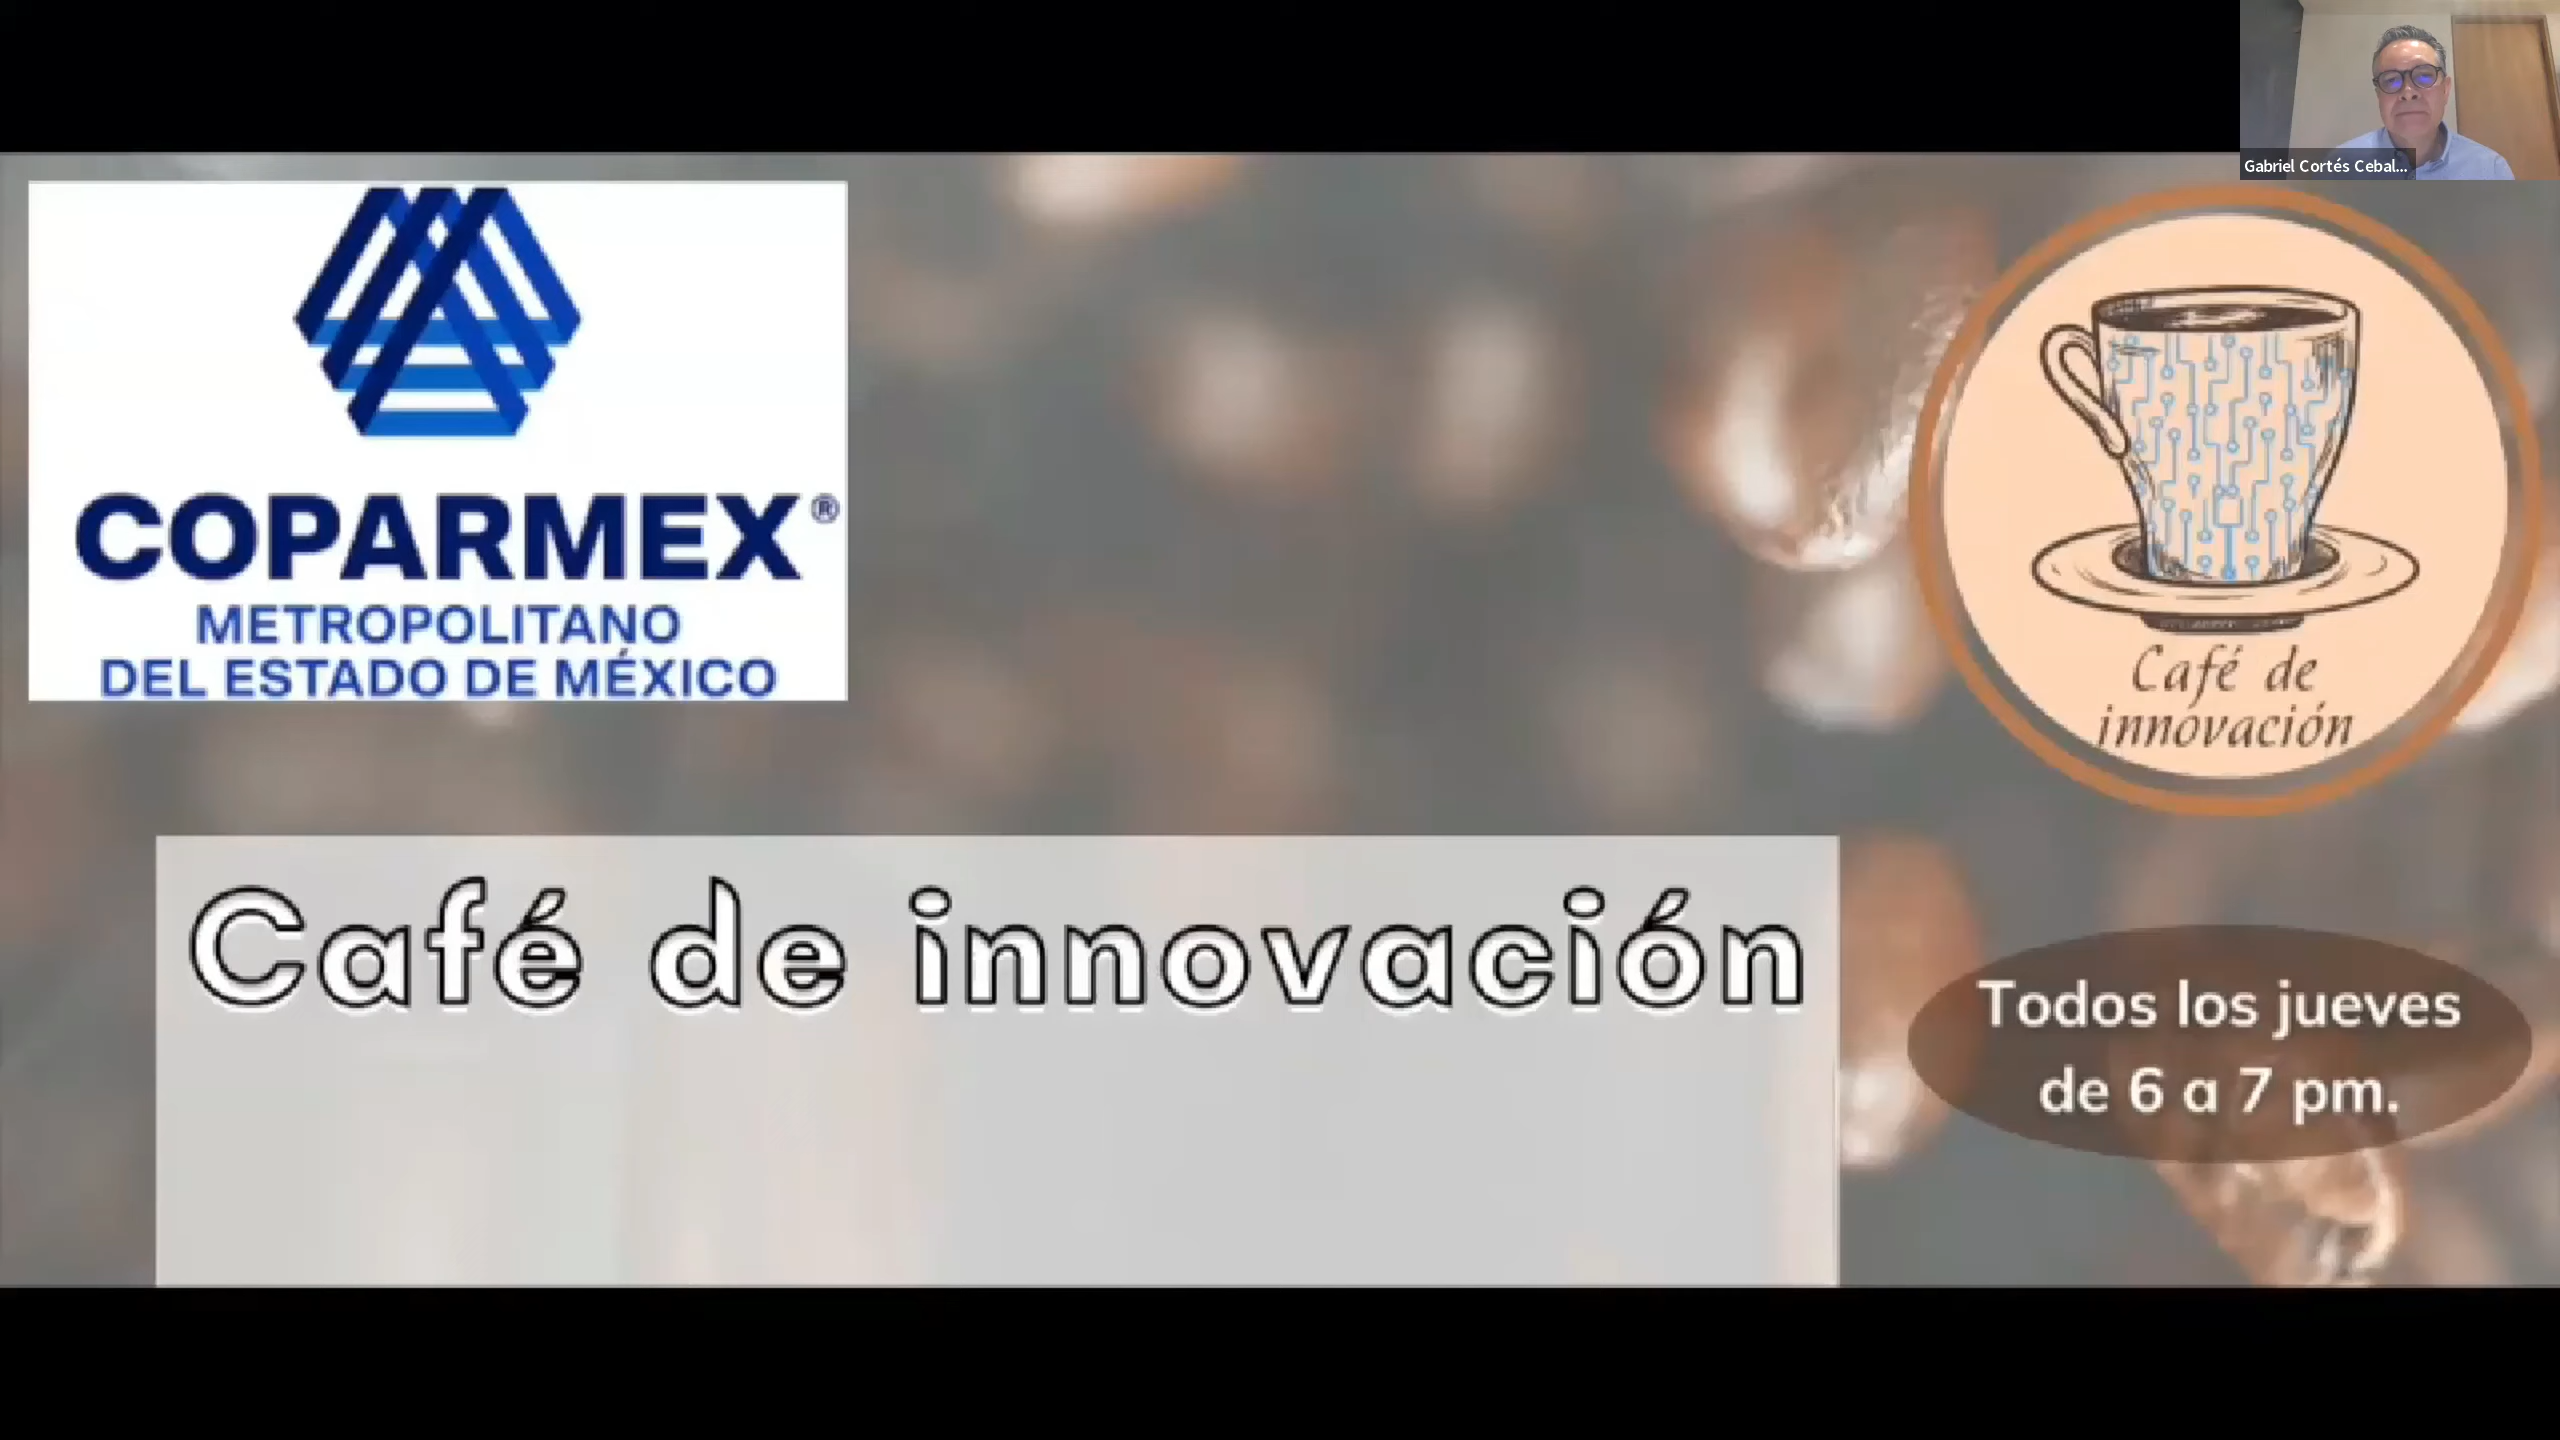 Gabriel Cortés Cebal...
COPARMEX®
METROPOLITANO
DEL ESTADO DE MÉXICO
Café de
innovación
Café de innovación
Todos los jueves
de 6 a 7 pm.